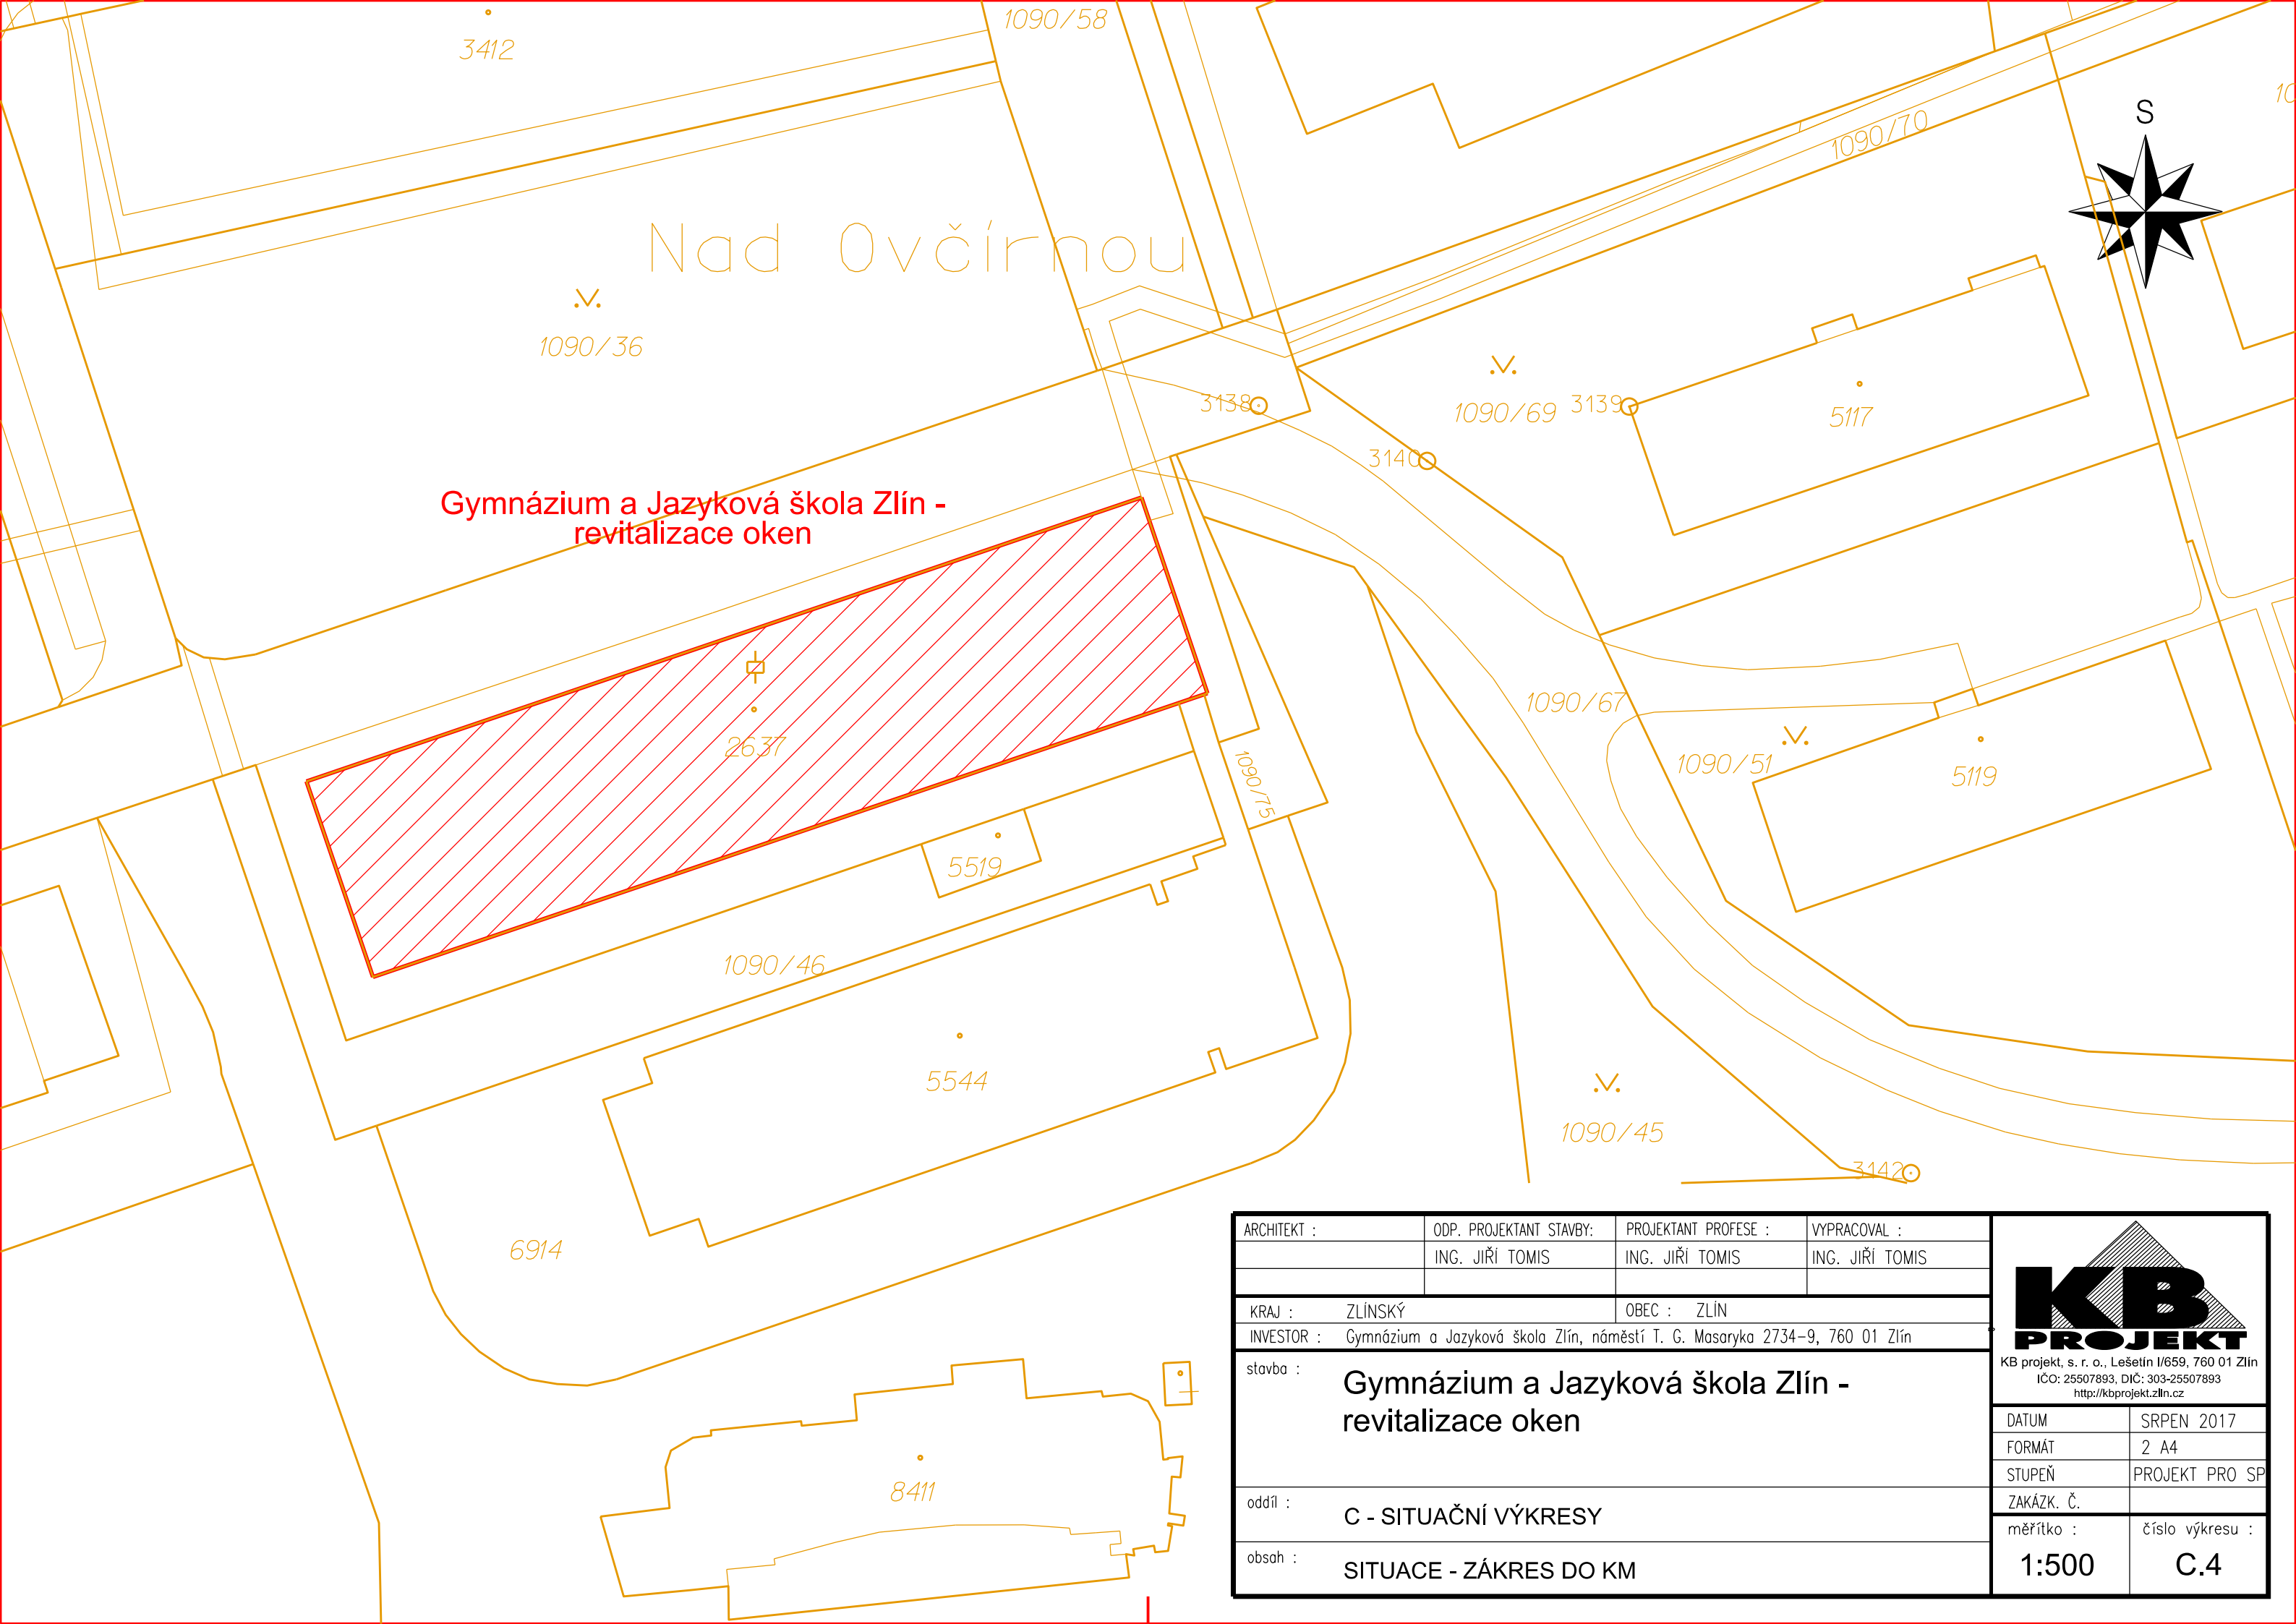 1090/58
3412
10
S
1090/70
Nad Ovčírnou
1090/36
3138
1090/69
3139
5117
3140
Gymnázium a Jazyková škola Zlín -
revitalizace oken
2637
1090/67
1090/51
5119
1090/75
5519
1090/46
5544
1090/45
3142
6914
8411
ARCHITEKT :
ODP. PROJEKTANT STAVBY:
PROJEKTANT PROFESE :
VYPRACOVAL :
ING. JIŘÍ TOMIS
ING. JIŘÍ TOMIS
ING. JIŘÍ TOMIS
KRAJ : ZLÍNSKÝ
OBEC : ZLÍN
INVESTOR : Gymnázium a Jazyková škola Zlín, náměstí T. G. Masaryka 2734-9, 760 01 Zlín
stavba :
Gymnázium a Jazyková škola Zlín -
revitalizace oken
oddíl :
C - SITUAČNÍ VÝKRESY
obsah :
SITUACE - ZÁKRES DO KM
KB
PROJEKT
KB projekt, s. r. o., Lešetín I/659, 760 01 Zlín
IČO: 25507893, DIČ: 303-25507893
http://kbprojekt.zlin.cz
DATUM SRPEN 2017
FORMÁT 2 A4
STUPEŇ PROJEKT PRO SP
ZAKÁZK. Č.
měřítko :
číslo výkresu :
1:500
C.4